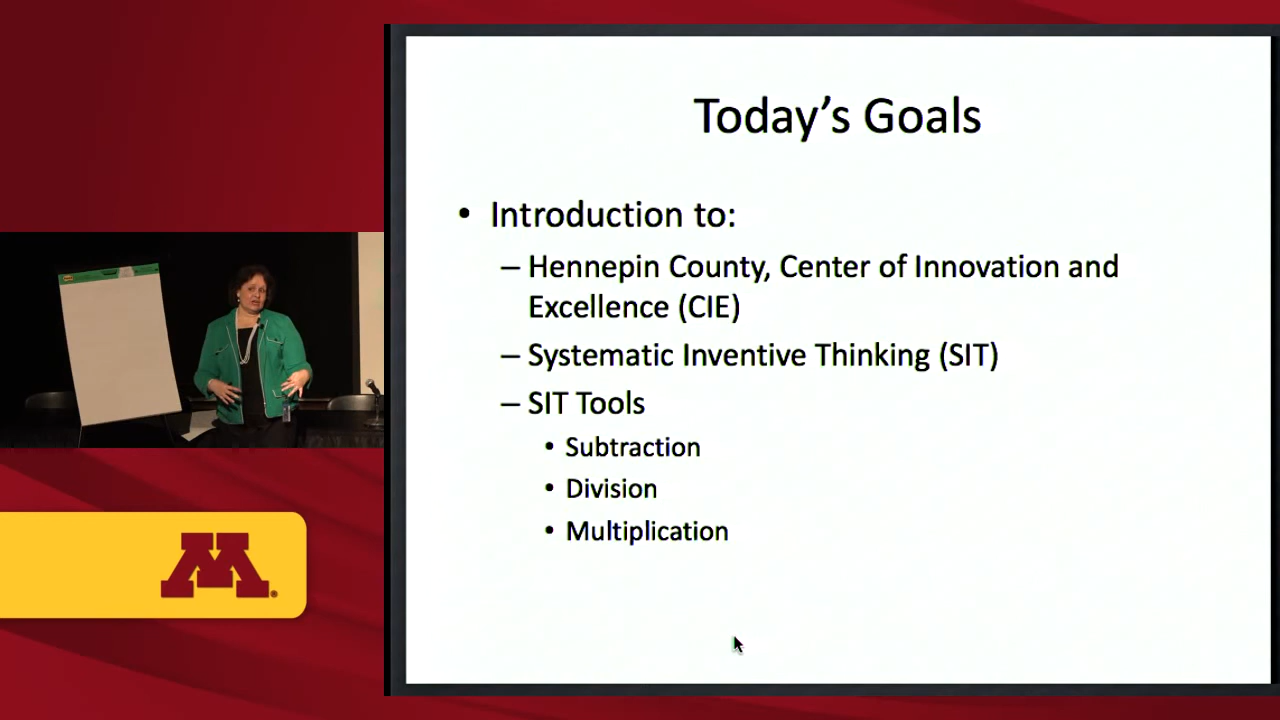 Today's Goals
• Introduction to:
– Hennepin County, Center of Innovation and
Excellence (CIE)
– Systematic Inventive Thinking (SIT)
– SIT Tools
• Subtraction
• Division
• Multiplication
M